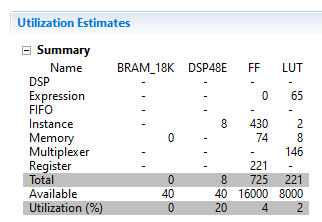 Utilization Estimates
Summary
Name BRAM_18K DSP48E FF LUT
DSP - - - -
Expression - - 0 65
FIFO - - - -
Instance - 8 430 2
Memory 0 - 74 8
Multiplexer - - - 146
Register - - 221 -
Total 0 8 725 221
Available 40 40 16000 8000
Utilization (%) 0 20 4 2